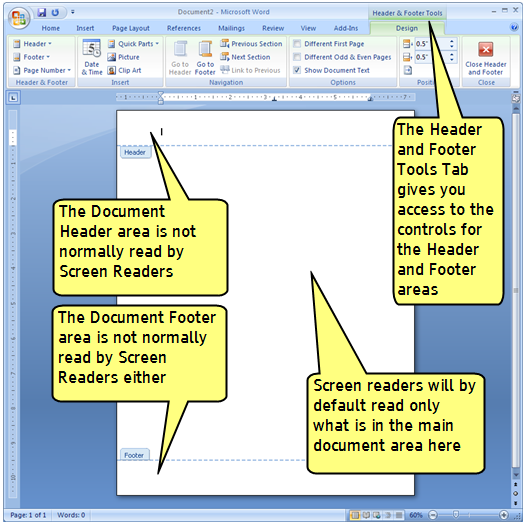 Document2 - Microsoft Word
Header & Footer Tools
Home Insert Page Layout References Mailings Review View Add-Ins Design
Header
Footer
Page Number
Header & Footer
Date & Time
Quick Parts
Picture
Clip Art
Insert
Go to Header
Go to Footer
Previous Section
Next Section
Link to Previous
Navigation
Different First Page
Different Odd & Even Pages
Show Document Text
Options
0.5"
0.5"
Positi
Close Header and Footer
Close
Header
The Header
and Footer
Tools Tab
gives you
access to the
controls for
the Header
and Footer
areas
The Document
Header area is not
normally read by
Screen Readers
The Document Footer
area is not normally
read by Screen
Readers either
Screen readers will by
default read only
what is in the main
document area here
Footer
Page: 1 of 1 Words: 0
60%